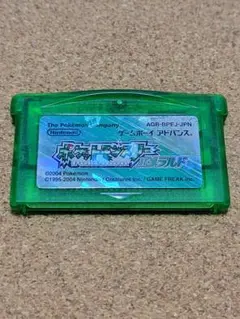 The Pokémon Company
AGB-BPEJ-JPN
Nintendo
ゲームボーイ アドバンス
ポケットモンスター
エメラルド
©2004 Pokémon
©1995-2004 Nintendo/Creatures inc./GAME FREAK inc.